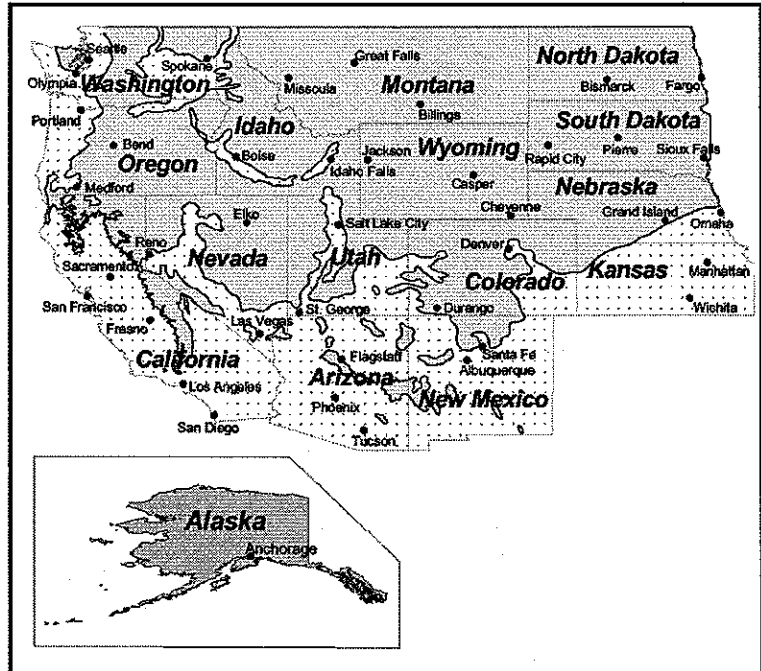 Seattle
Spokane
Great Falls
North Dakota
Olympia
Washington
Missoula
Montana
Bismarck
Fargo
Portland
Billings
Idaho
South Dakota
Bend
Boise
Jackson
Wyoming
Pierre
Sioux Falls
Oregon
Idaho Falls
Rapid City
Medford
Casper
Nebraska
Elko
Cheyenne
Grand Island
Omaha
Salt Lake City
Reno
Nevada
Utah
Denver
Sacramento
Colorado
Kansas
Manhattan
San Francisco
St. George
Durango
Wichita
Fresno
Las Vegas
California
Flagstaff
Santa Fe
Albuquerque
Los Angeles
Arizona
Phoenix
New Mexico
San Diego
Tucson
Alaska
Anchorage